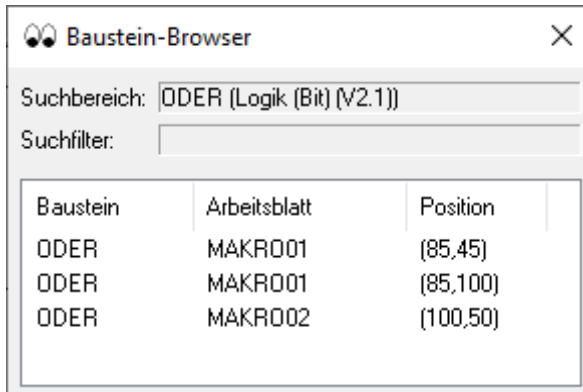 Baustein-Browser
Suchbereich: ODER (Logik (Bit) (V2.1))
Suchfilter:
Baustein Arbeitsblatt Position
ODER MAKRO01 (85,45)
ODER MAKRO01 (85,100)
ODER MAKRO02 (100,50)